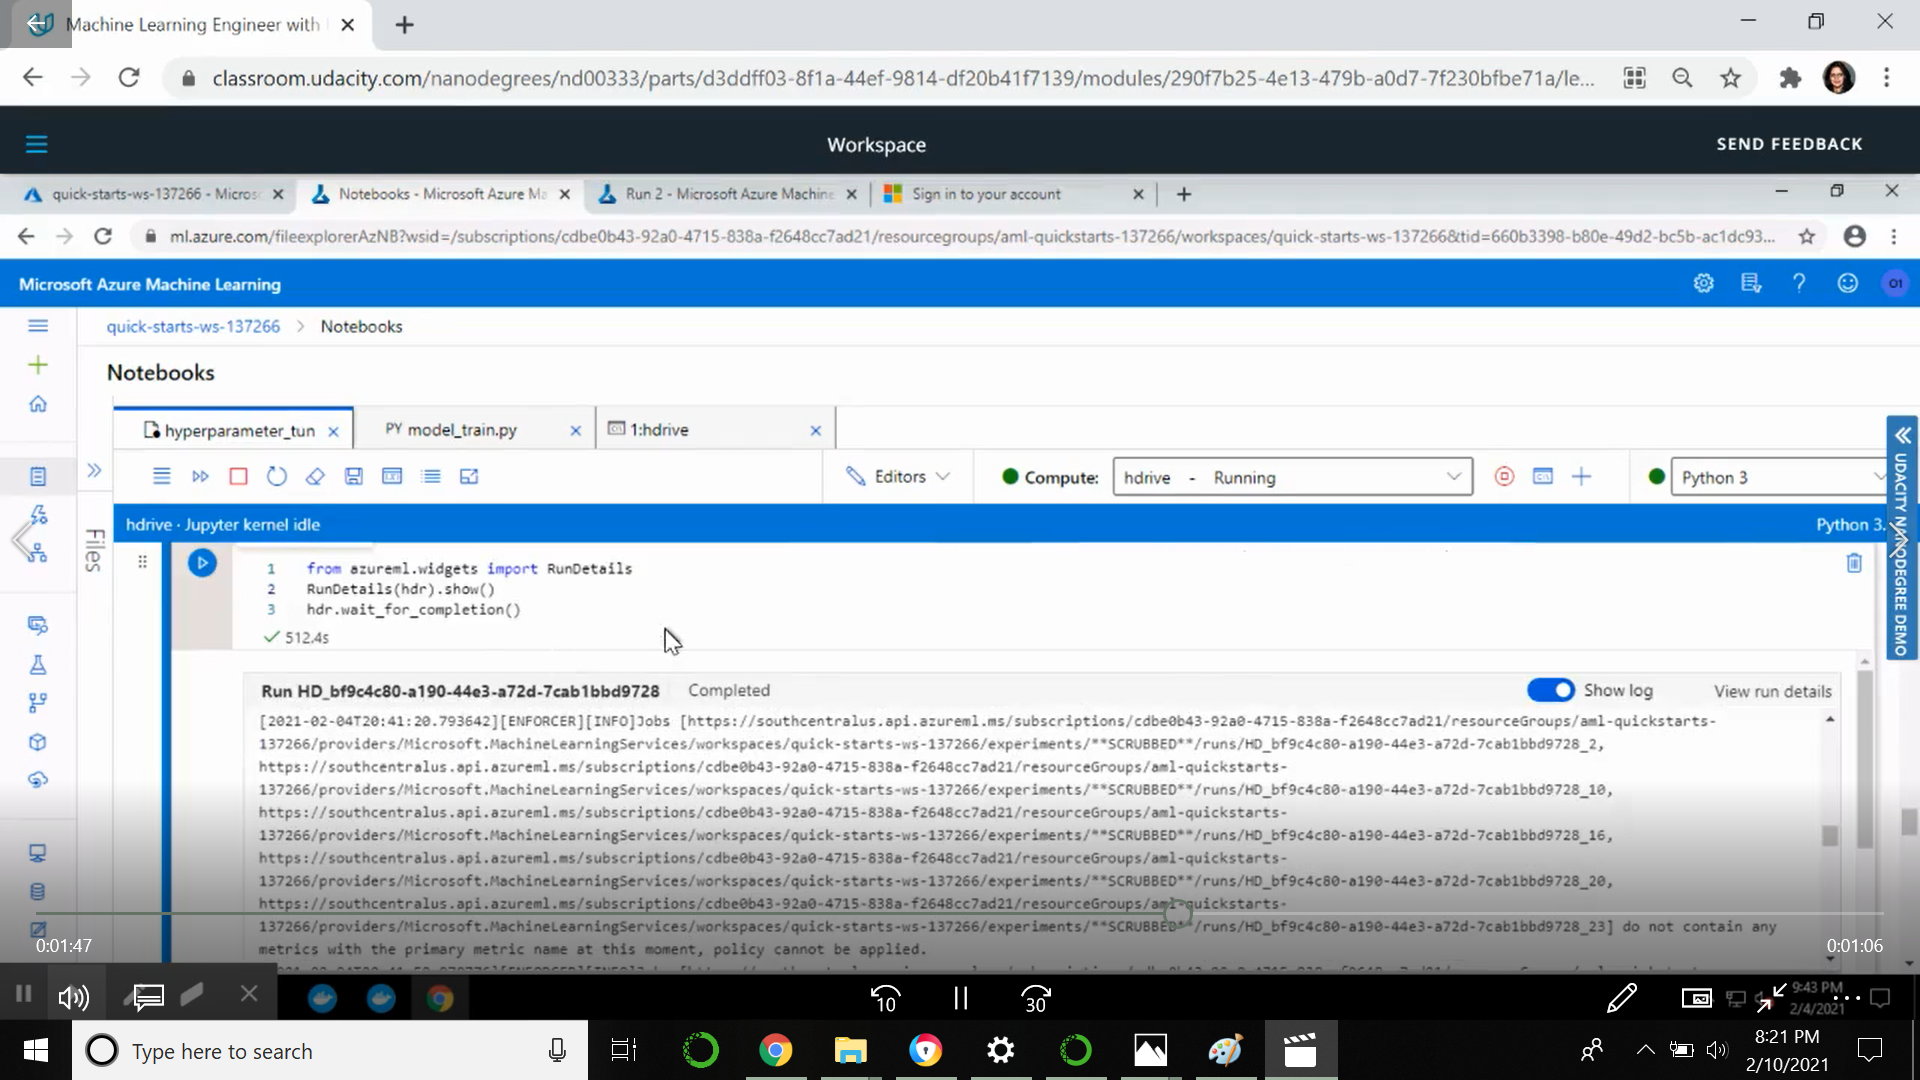 Machine Learning Engineer with
classroom.udacity.com/nanodegrees/nd00333/parts/d3ddff03-8f1a-44ef-9814-df20b41f7139/modules/290f7b25-4e13-479b-a0d7-7f230bfbe71a/le...
Workspace
SEND FEEDBACK
quick-starts-ws-137266 - Micros
Notebooks - Microsoft Azure Ma
Run 2 - Microsoft Azure Machine
Sign in to your account
ml.azure.com/fileexplorerAzNB?wsid=/subscriptions/cdbe0b43-92a0-4715-838a-f2648cc7ad21/resourcegroups/aml-quickstarts-137266/workspaces/quick-starts-ws-137266&tid=660b3398-b80e-49d2-bc5b-ac1dc93...
Microsoft Azure Machine Learning
O1
quick-starts-ws-137266 > Notebooks
Notebooks
hyperparameter_tun
PY model_train.py
1:hdrive
Editors
Compute:
hdrive - Running
Python 3
hdrive · Jupyter kernel idle
Python 3.
Files
UDACITY NANODEGREE DEMO
1 from azureml.widgets import RunDetails
2 RunDetails(hdr).show()
3 hdr.wait_for_completion()
512.4s
Run HD_bf9c4c80-a190-44e3-a72d-7cab1bbd9728 Completed
Show log
View run details
[2021-02-04T20:41:20.793642][ENFORCER][INFO]Jobs [https://southcentralus.api.azureml.ms/subscriptions/cdbe0b43-92a0-4715-838a-f2648cc7ad21/resourceGroups/aml-quickstarts-
137266/providers/Microsoft.MachineLearningServices/workspaces/quick-starts-ws-137266/experiments/**SCRUBBED**/runs/HD_bf9c4c80-a190-44e3-a72d-7cab1bbd9728_2,
https://southcentralus.api.azureml.ms/subscriptions/cdbe0b43-92a0-4715-838a-f2648cc7ad21/resourceGroups/aml-quickstarts-
137266/providers/Microsoft.MachineLearningServices/workspaces/quick-starts-ws-137266/experiments/**SCRUBBED**/runs/HD_bf9c4c80-a190-44e3-a72d-7cab1bbd9728_10,
https://southcentralus.api.azureml.ms/subscriptions/cdbe0b43-92a0-4715-838a-f2648cc7ad21/resourceGroups/aml-quickstarts-
137266/providers/Microsoft.MachineLearningServices/workspaces/quick-starts-ws-137266/experiments/**SCRUBBED**/runs/HD_bf9c4c80-a190-44e3-a72d-7cab1bbd9728_16,
https://southcentralus.api.azureml.ms/subscriptions/cdbe0b43-92a0-4715-838a-f2648cc7ad21/resourceGroups/aml-quickstarts-
137266/providers/Microsoft.MachineLearningServices/workspaces/quick-starts-ws-137266/experiments/**SCRUBBED**/runs/HD_bf9c4c80-a190-44e3-a72d-7cab1bbd9728_20,
https://southcentralus.api.azureml.ms/subscriptions/cdbe0b43-92a0-4715-838a-f2648cc7ad21/resourceGroups/aml-quickstarts-
137266/providers/Microsoft.MachineLearningServices/workspaces/quick-starts-ws-137266/experiments/**SCRUBBED**/runs/HD_bf9c4c80-a190-44e3-a72d-7cab1bbd9728_23] do not contain any
metrics with the primary metric name at this moment, policy cannot be applied.
0:01:47
0:01:06
10
30
9:43 PM
2/4/2021
Type here to search
8:21 PM
2/10/2021